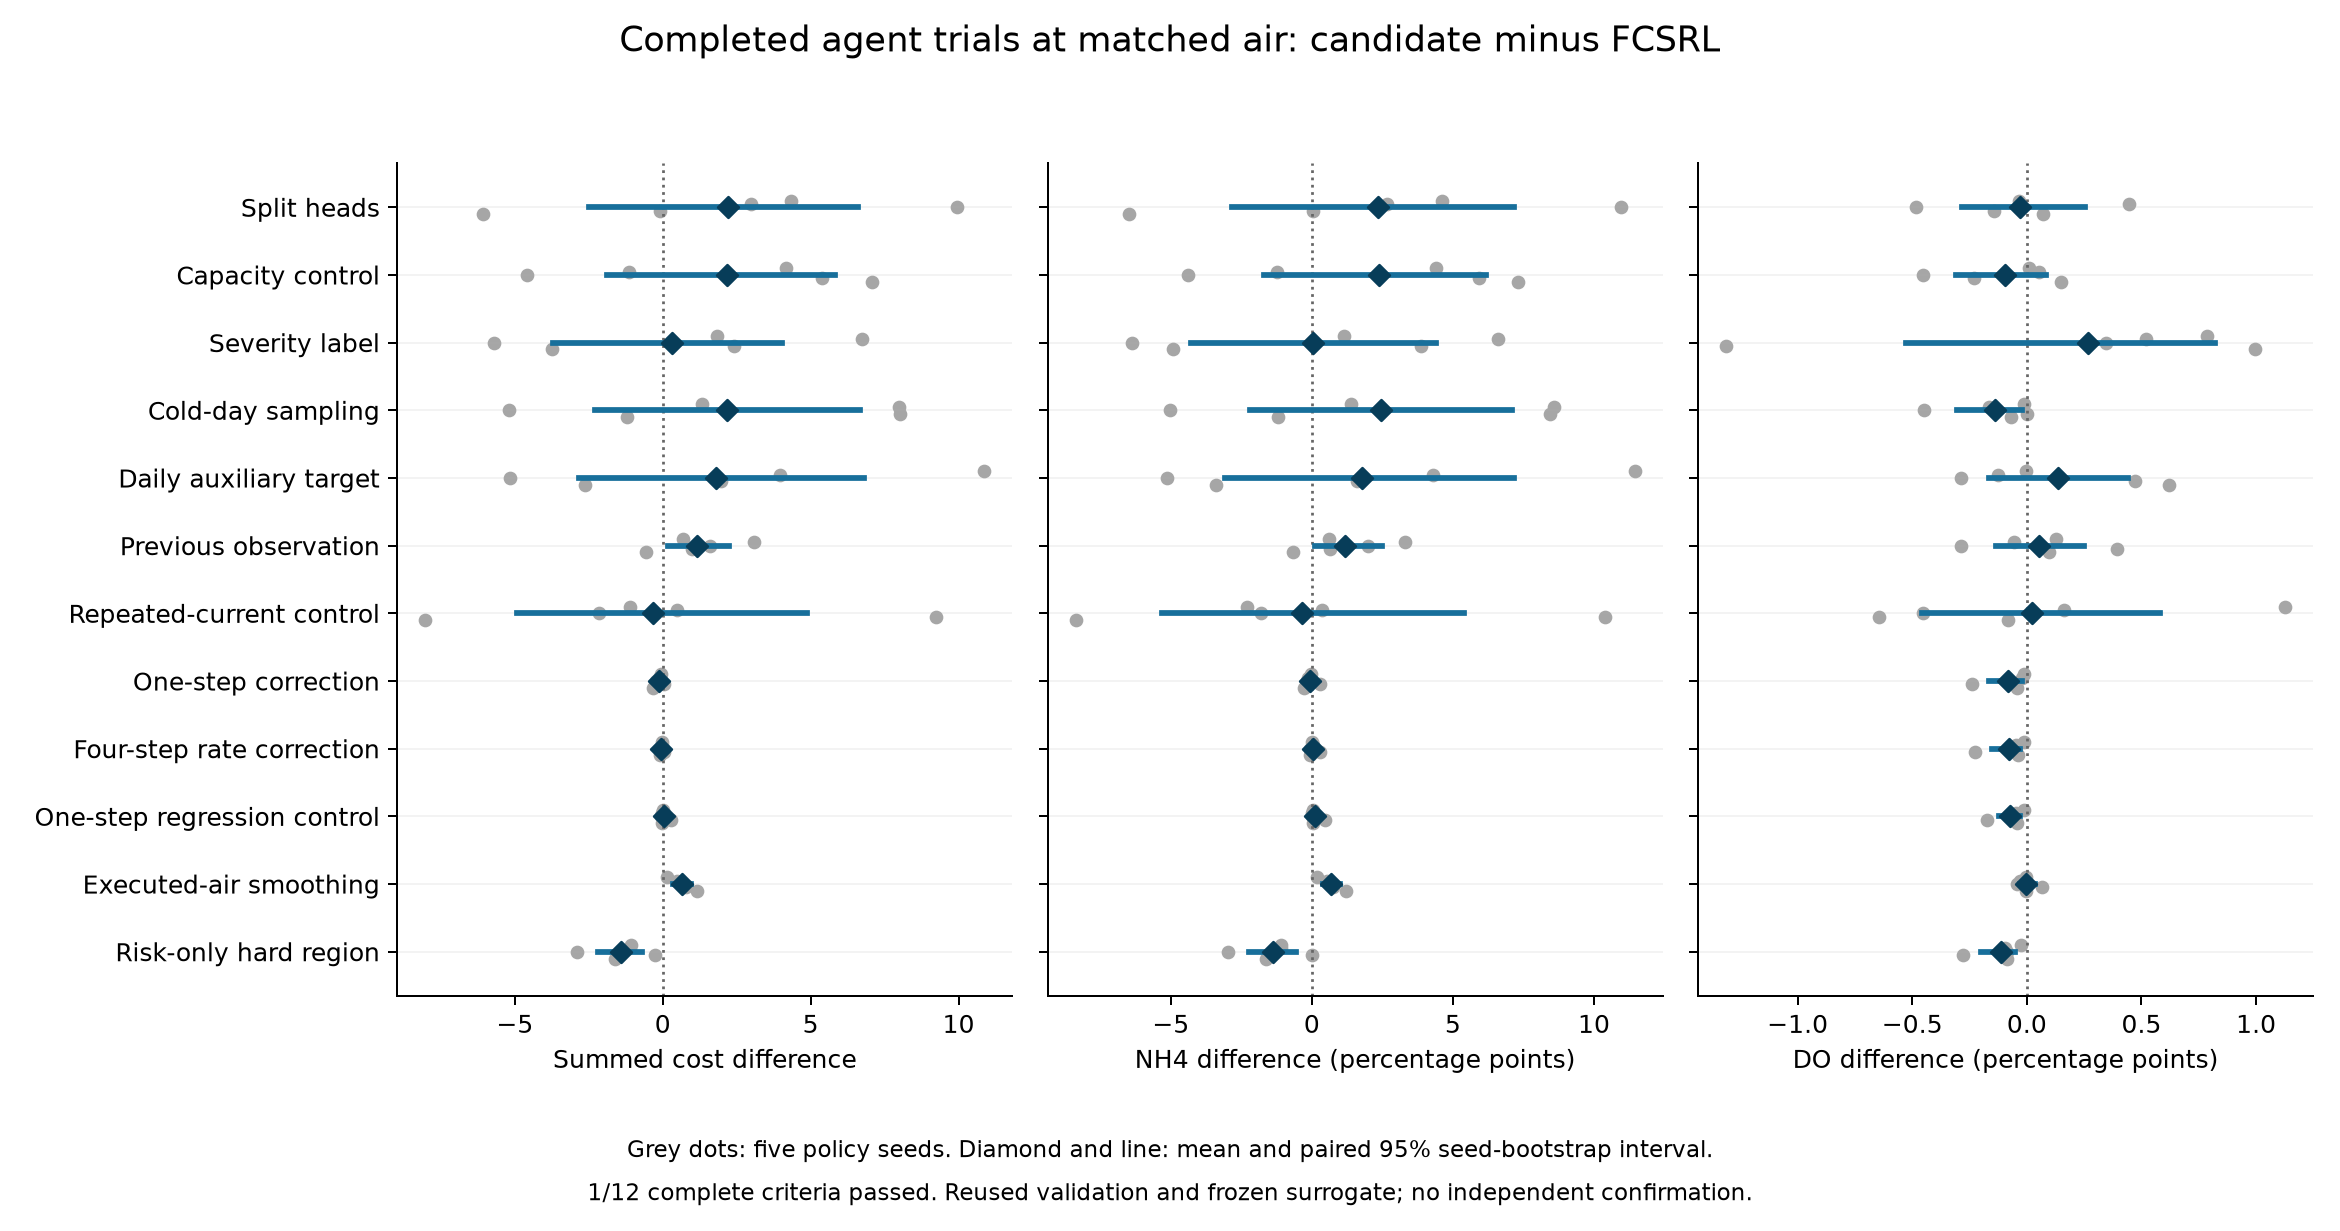 Completed agent trials at matched air: candidate minus FCSRL
Split heads
Capacity control
Severity label
Cold-day sampling
Daily auxiliary target
Previous observation
Repeated-current control
One-step correction
Four-step rate correction
One-step regression control
Executed-air smoothing
Risk-only hard region
−5 0 5 10
Summed cost difference
−5 0 5 10
NH4 difference (percentage points)
−1.0 −0.5 0.0 0.5 1.0
DO difference (percentage points)
Grey dots: five policy seeds. Diamond and line: mean and paired 95% seed-bootstrap interval.
1/12 complete criteria passed. Reused validation and frozen surrogate; no independent confirmation.